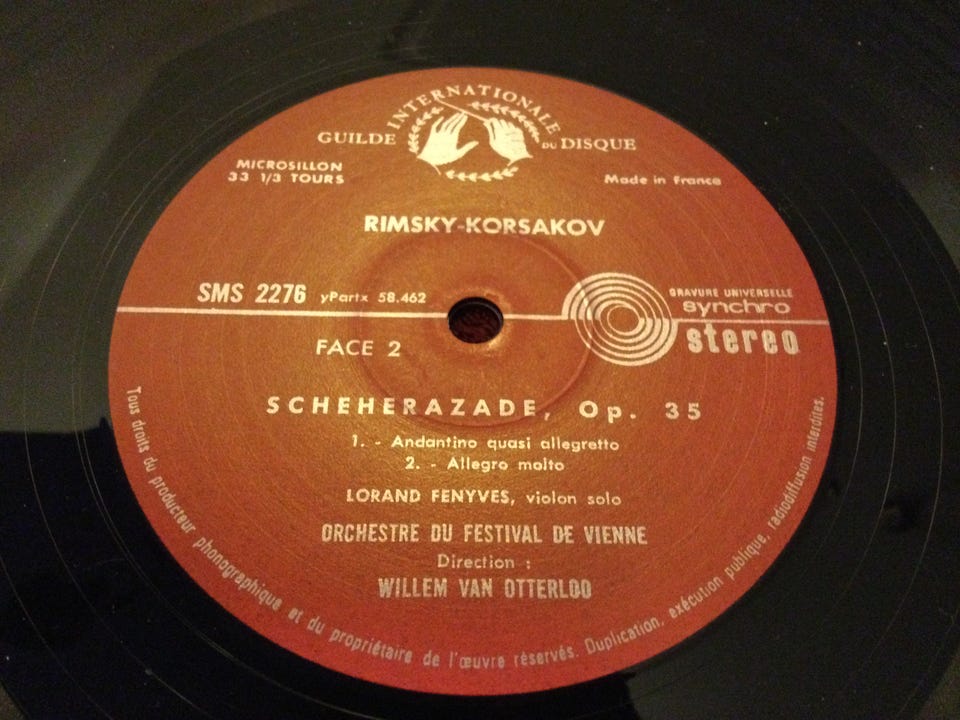 GUILDE INTERNATIONALE DU DISQUE
MICROSILLON
33 1/3 TOURS
Made in France
RIMSKY-KORSAKOV
SMS 2276 yPartx 58.462
GRAVURE UNIVERSELLE
synchro
stereo
FACE 2
SCHEHERAZADE, Op. 35
1. - Andantino quasi allegretto
2. - Allegro molto
LORAND FENYVES, violon solo
ORCHESTRE DU FESTIVAL DE VIENNE
Direction :
WILLEM VAN OTTERLOO
Tous droits du producteur phonographique et du propriétaire de l'œuvre réservés. Duplication, exécution publique, radiodiffusion interdites.